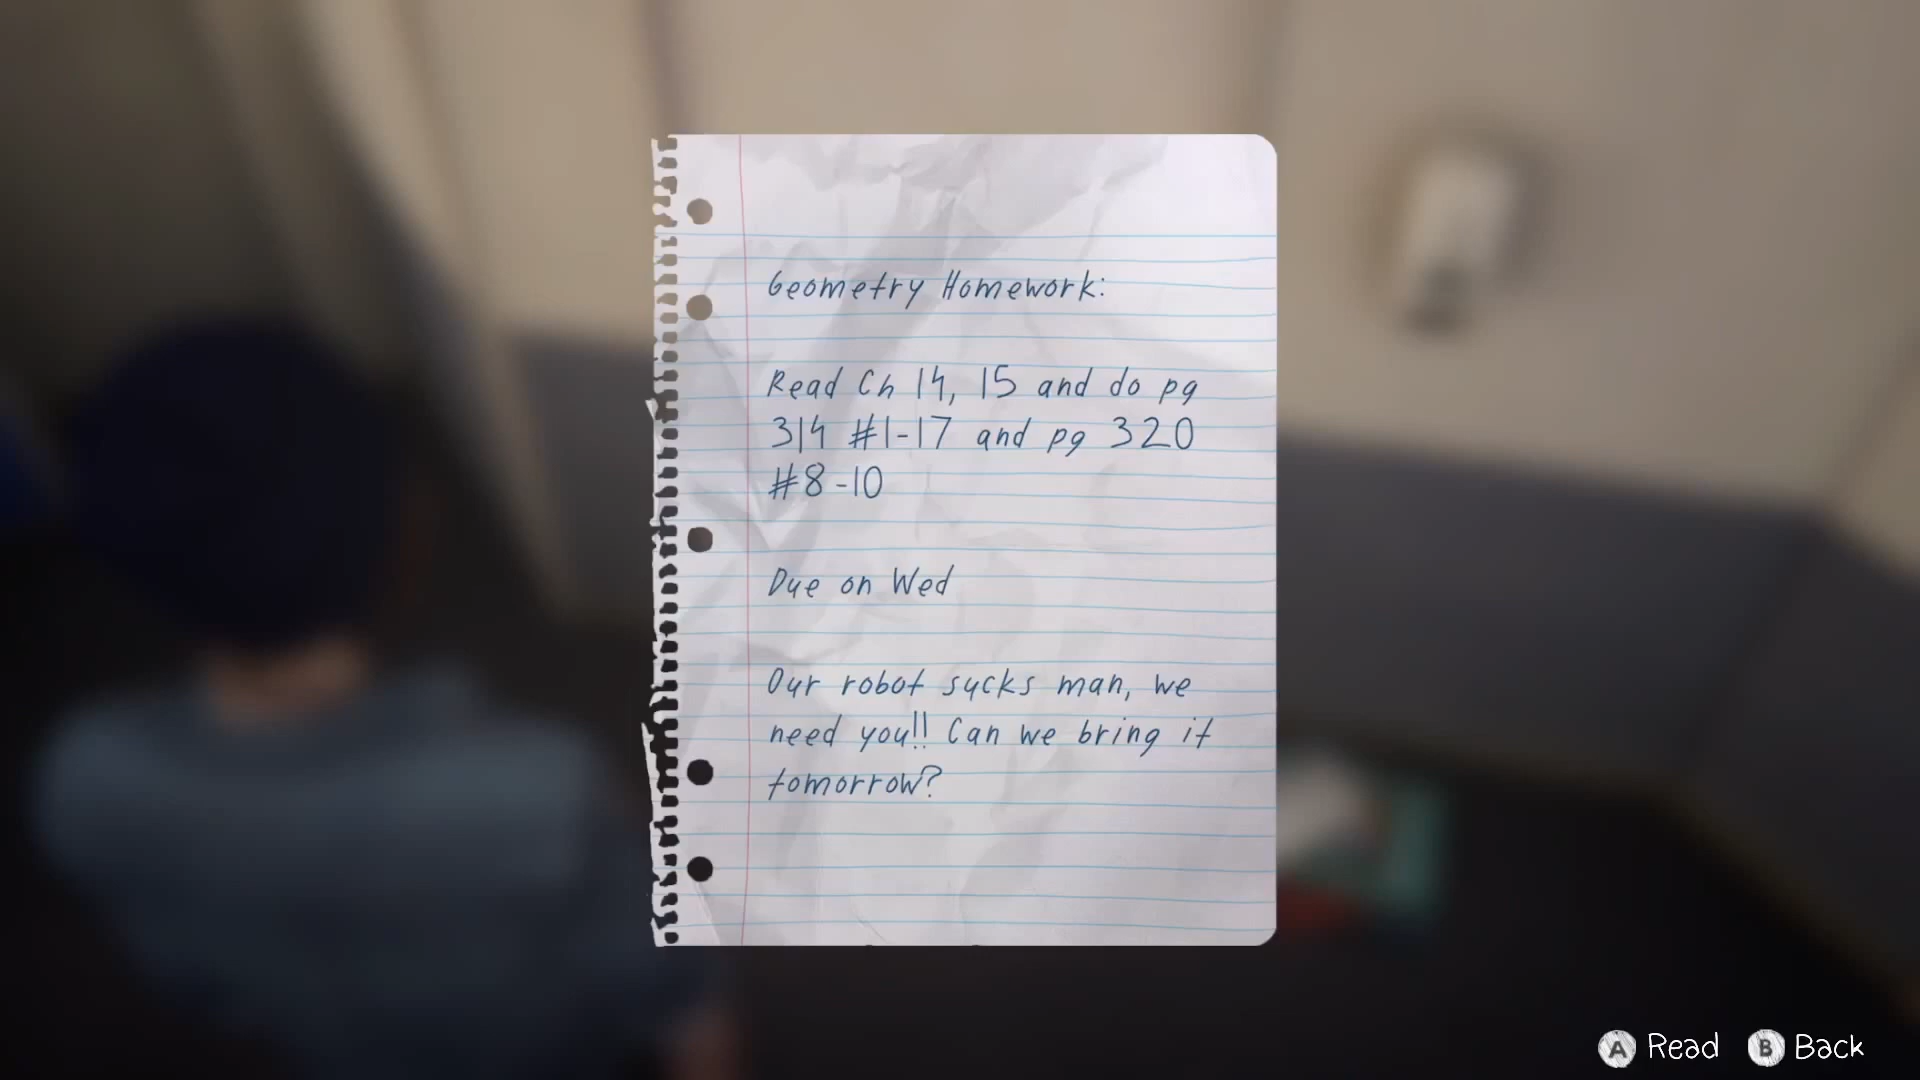 Geometry Homework:
Read Ch 14, 15 and do pg
314 #1-17 and pg 320
#8-10
Due on Wed
Our robot sucks man, we
need you!! Can we bring it
tomorrow?
A Read B Back